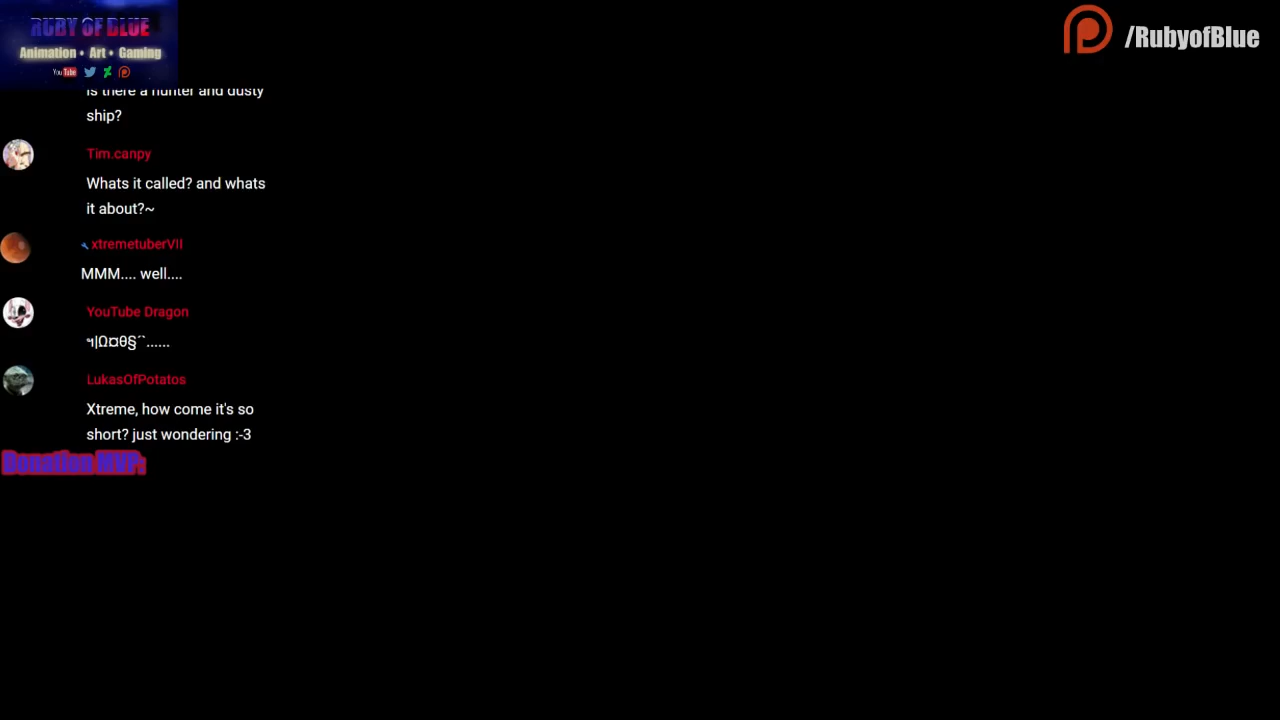 RUBY OF BLUE
Animation • Art • Gaming
YouTube
/RubyofBlue
Is there a hunter and dusty
ship?
Tim.canpy
Whats it called? and whats
it about?~
xtremetuberVII
MMM.... well....
YouTube Dragon
ฯ|Ω¤θ§´`......
LukasOfPotatos
Xtreme, how come it's so
short? just wondering :-3
Donation MVP: